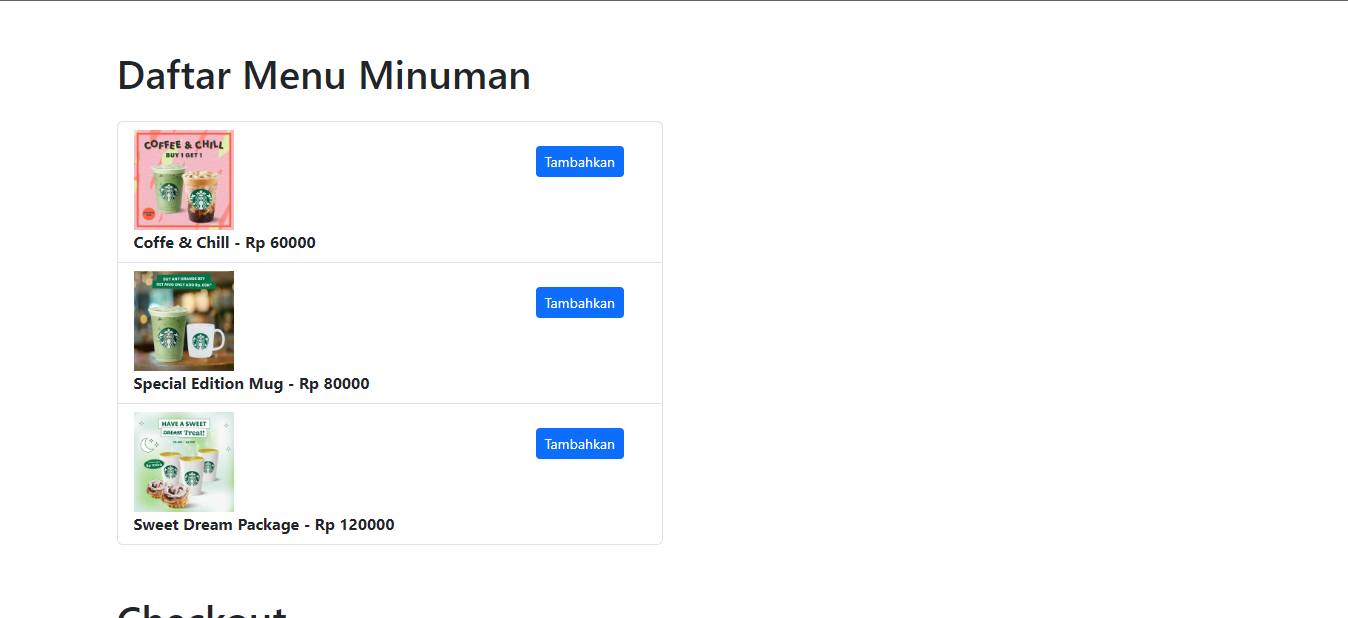 Daftar Menu Minuman
COFFEE & CHILL
BUY 1 GET 1
Tambahkan
Coffe & Chill - Rp 60000
Tambahkan
Special Edition Mug - Rp 80000
HAVE A SWEET
DREAM Treat!
Tambahkan
Sweet Dream Package - Rp 120000
Checkout